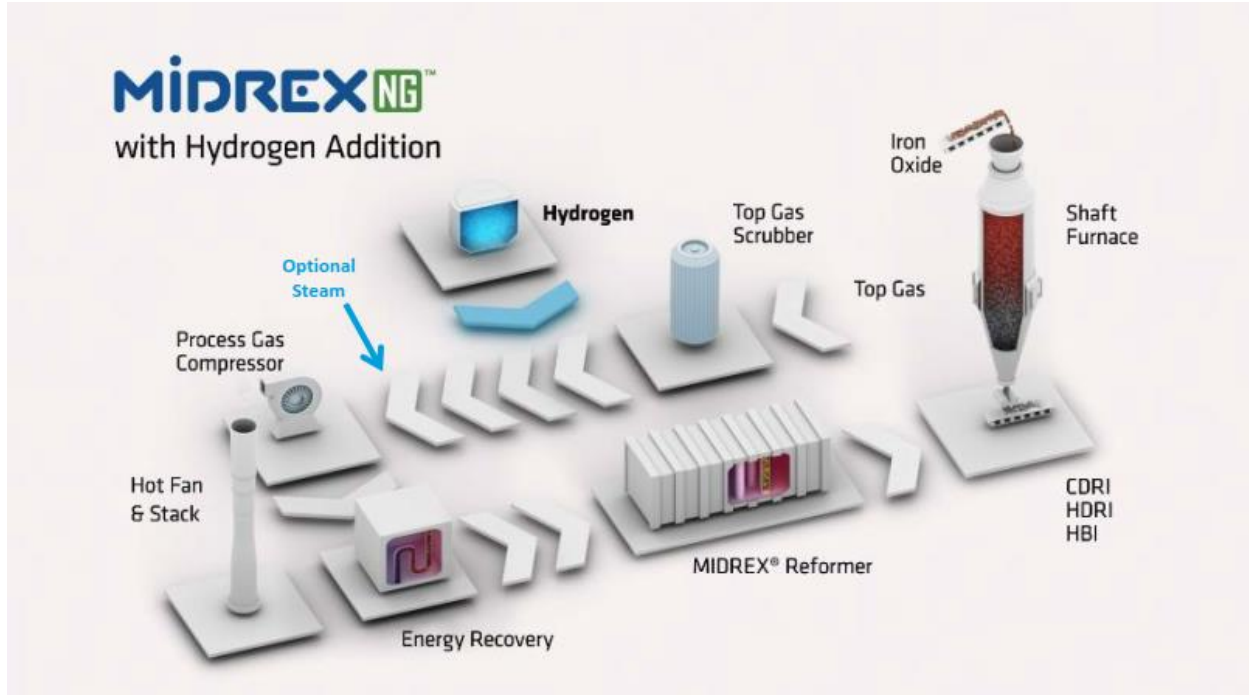 MIDREX NG™
with Hydrogen Addition
Iron
Oxide
Hydrogen
Top Gas
Scrubber
Shaft
Furnace
Optional
Steam
Top Gas
Process Gas
Compressor
Hot Fan
& Stack
CDRI
HDRI
HBI
MIDREX® Reformer
Energy Recovery